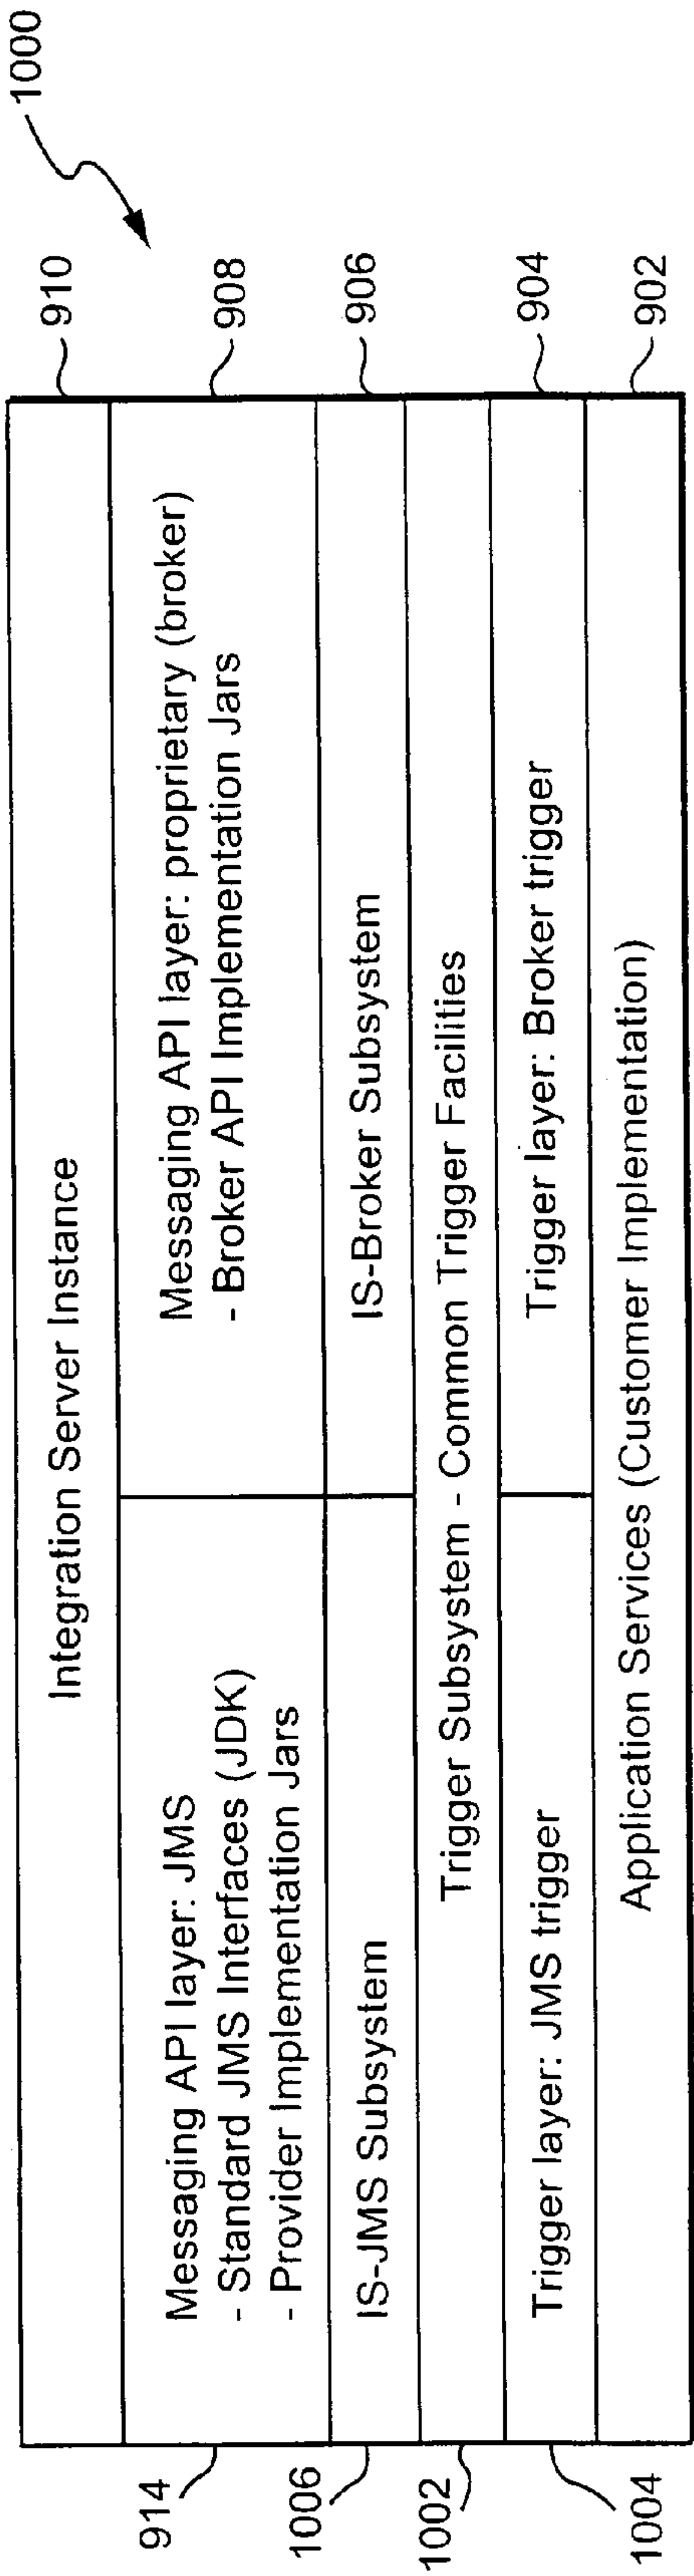 1000
Integration Server Instance
910
914
Messaging API layer: JMS
- Standard JMS Interfaces (JDK)
- Provider Implementation Jars
Messaging API layer: proprietary (broker)
- Broker API Implementation Jars
908
1006
IS-JMS Subsystem
IS-Broker Subsystem
906
1002
Trigger Subsystem - Common Trigger Facilities
1004
Trigger layer: JMS trigger
Trigger layer: Broker trigger
904
Application Services (Customer Implementation)
902